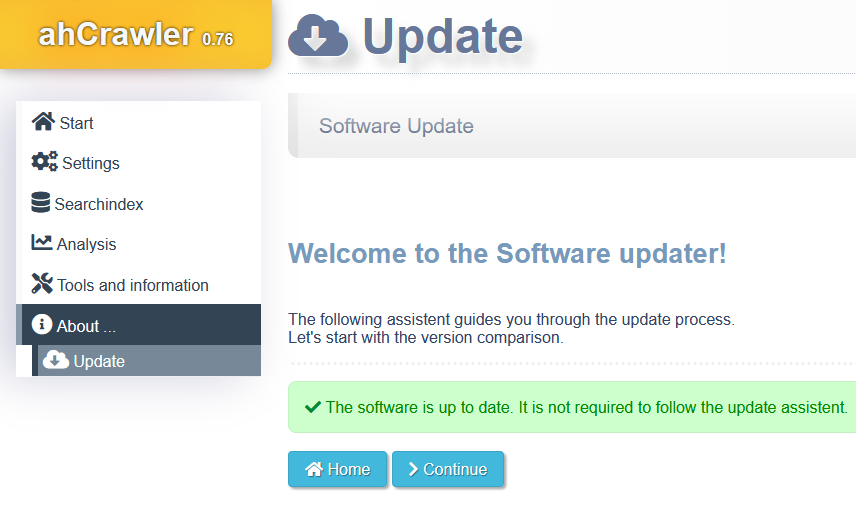 ahCrawler 0.76
Start
Settings
Searchindex
Analysis
Tools and information
About ...
Update
Update
Software Update
Welcome to the Software updater!
The following assistent guides you through the update process.
Let's start with the version comparison.
The software is up to date. It is not required to follow the update assistent.
Home
Continue